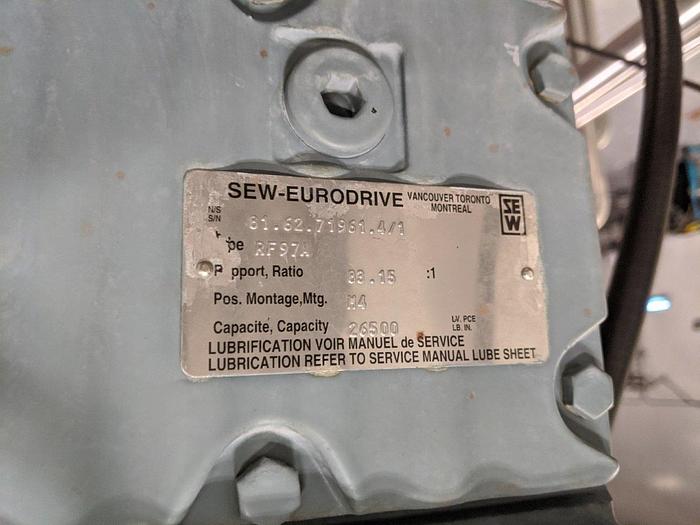 SEW-EURODRIVE VANCOUVER TORONTO
MONTREAL
SEW
N/S
S/N 61.62.71961.4/1
pe RF97A
pport, Ratio 33.15 :1
Pos. Montage,Mtg. M4
Capacité, Capacity 26500 LV. PCE
LB. IN.
LUBRIFICATION VOIR MANUEL de SERVICE
LUBRICATION REFER TO SERVICE MANUAL LUBE SHEET